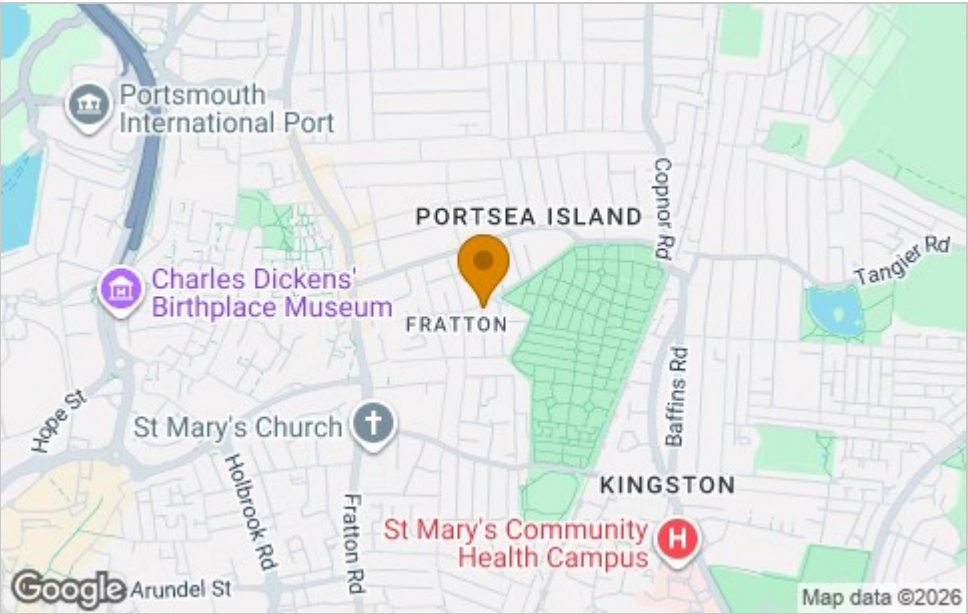 Portsmouth
International Port
Copnor Rd
PORTSEA ISLAND
Tangier Rd
Charles Dickens'
Birthplace Museum
FRATTON
Baffins Rd
Hope St
St Mary's Church
Holbrook Rd
KINGSTON
Fratton Rd
St Mary's Community
Health Campus
H
Google
Arundel St
Map data ©2026